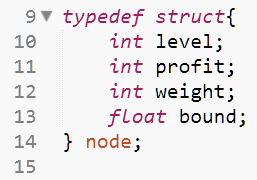 9 typedef struct{
10 int level;
11 int profit;
12 int weight;
13 float bound;
14 } node;
15